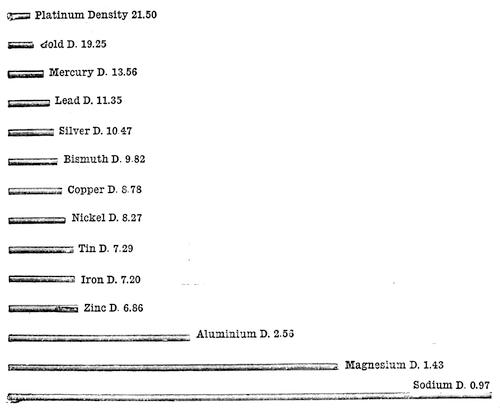 Platinum Density 21.50
Gold D. 19.25
Mercury D. 13.56
Lead D. 11.35
Silver D. 10.47
Bismuth D. 9.82
Copper D. 8.78
Nickel D. 8.27
Tin D. 7.29
Iron D. 7.20
Zinc D. 6.86
Aluminium D. 2.56
Magnesium D. 1.43
Sodium D. 0.97